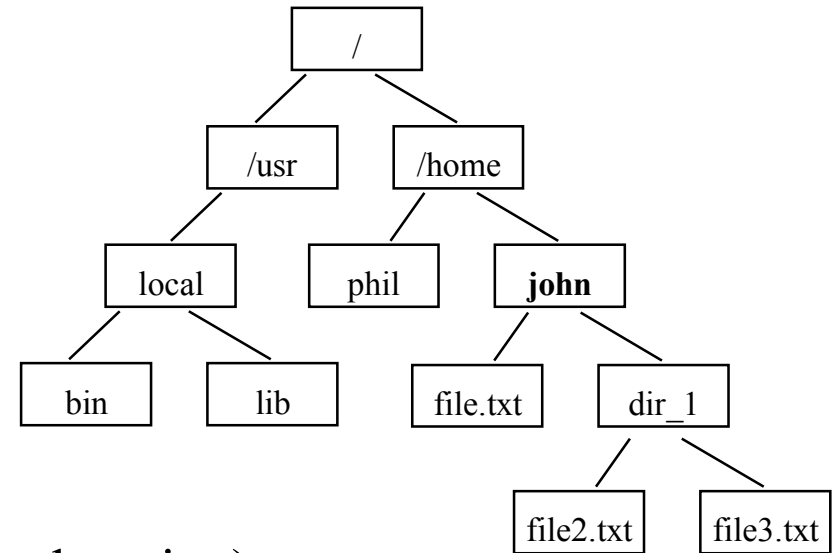 /
/usr /home
local phil john
bin lib file.txt dir_1
file2.txt file3.txt